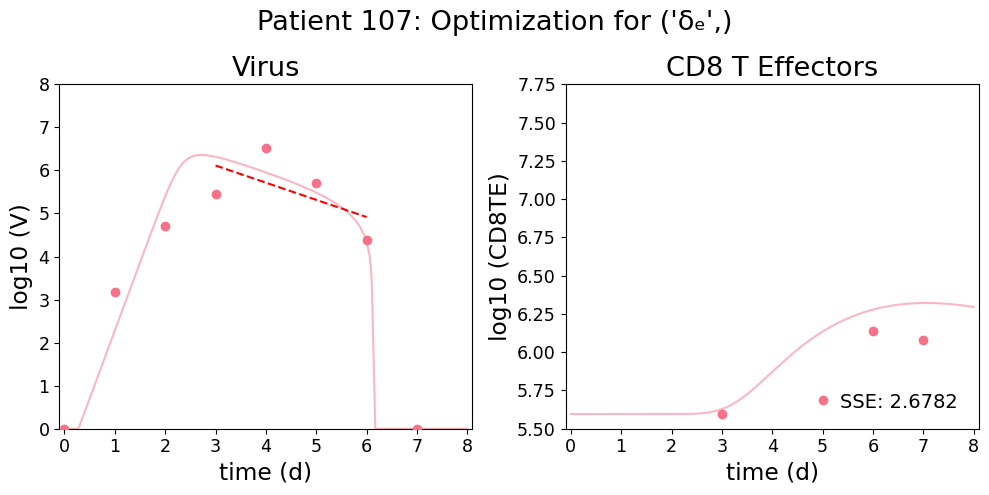 Patient 107: Optimization for ('δₑ',)
Virus
CD8 T Effectors
log10 (V)
8
7
6
5
4
3
2
1
0
0 1 2 3 4 5 6 7 8
time (d)
log10 (CD8TE)
7.75
7.50
7.25
7.00
6.75
6.50
6.25
6.00
5.75
5.50
SSE: 2.6782
0 1 2 3 4 5 6 7 8
time (d)